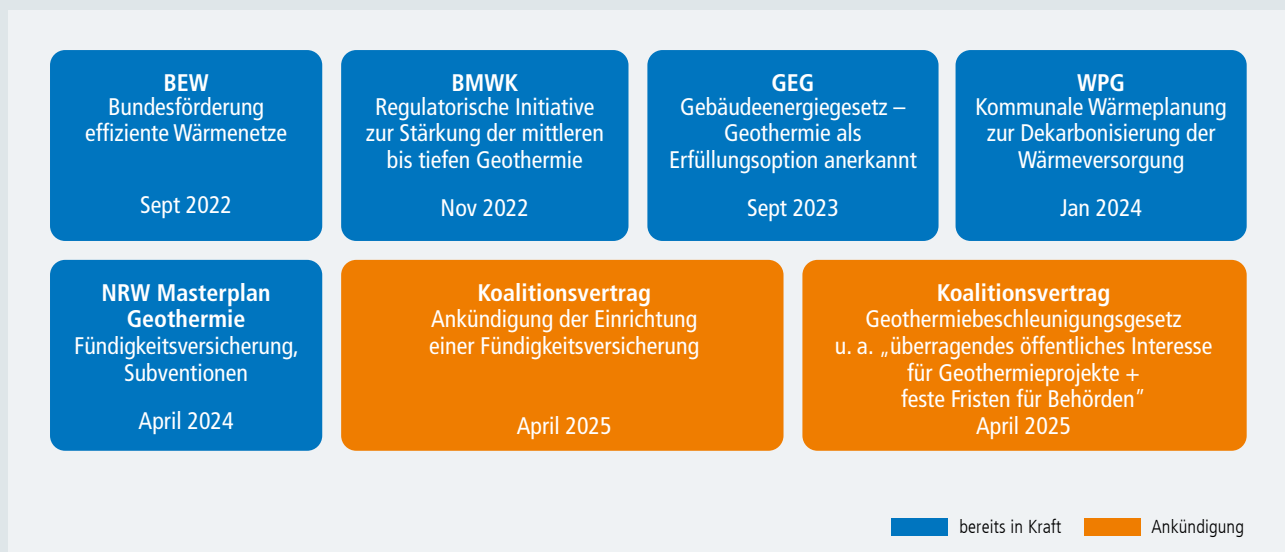 BEW
Bundesförderung
effiziente Wärmenetze
Sept 2022
BMWK
Regulatorische Initiative
zur Stärkung der mittleren
bis tiefen Geothermie
Nov 2022
GEG
Gebäudeenergiegesetz –
Geothermie als
Erfüllungsoption anerkannt
Sept 2023
WPG
Kommunale Wärmeplanung
zur Dekarbonisierung der
Wärmeversorgung
Jan 2024
NRW Masterplan
Geothermie
Fündigkeitsversicherung,
Subventionen
April 2024
Koalitionsvertrag
Ankündigung der Einrichtung
einer Fündigkeitsversicherung
April 2025
Koalitionsvertrag
Geothermiebeschleunigungsgesetz
u. a. „überragendes öffentliches Interesse
für Geothermieprojekte +
feste Fristen für Behörden"
April 2025
bereits in Kraft
Ankündigung